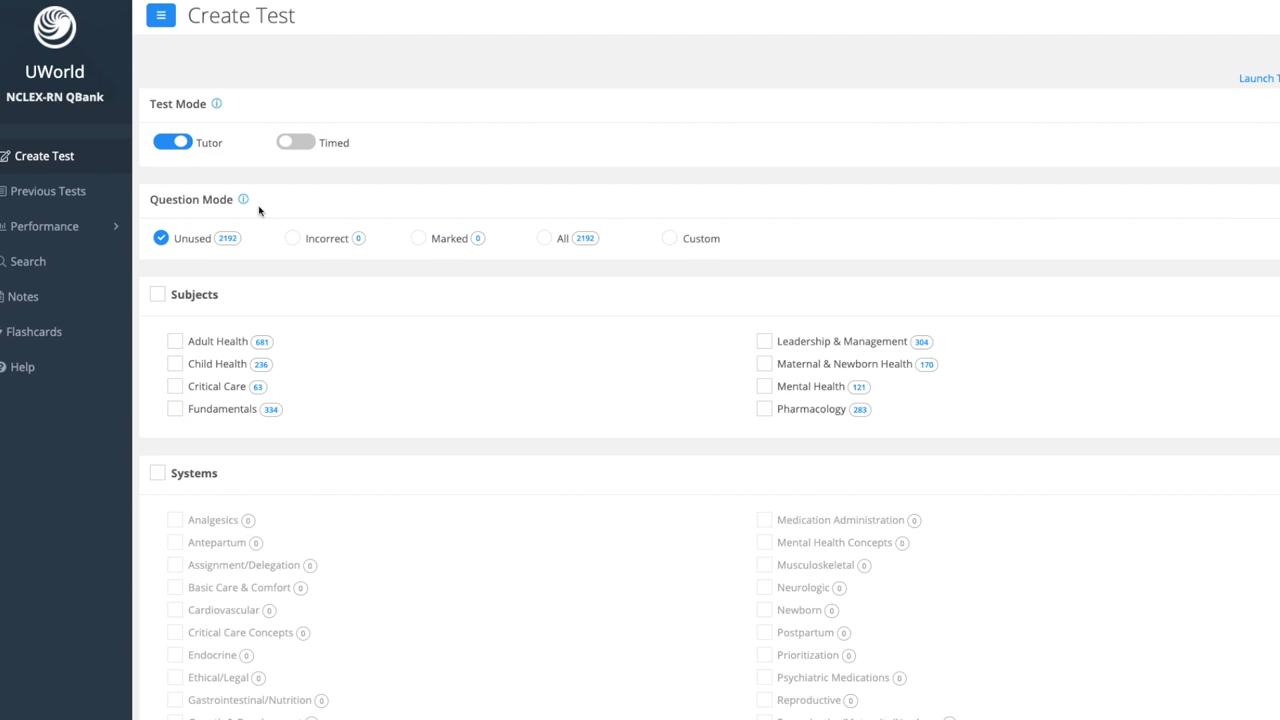 UWorld
NCLEX-RN QBank
Create Test
Previous Tests
Performance
Search
Notes
Flashcards
Help
Create Test
Launch T
Test Mode
Tutor Timed
Question Mode
Unused 2192 Incorrect 0 Marked 0 All 2192 Custom
Subjects
Adult Health 681
Child Health 236
Critical Care 63
Fundamentals 334
Leadership & Management 304
Maternal & Newborn Health 170
Mental Health 121
Pharmacology 283
Systems
Analgesics 0
Antepartum 0
Assignment/Delegation 0
Basic Care & Comfort 0
Cardiovascular 0
Critical Care Concepts 0
Endocrine 0
Ethical/Legal 0
Gastrointestinal/Nutrition 0
Medication Administration 0
Mental Health Concepts 0
Musculoskeletal 0
Neurologic 0
Newborn 0
Postpartum 0
Prioritization 0
Psychiatric Medications 0
Reproductive 0